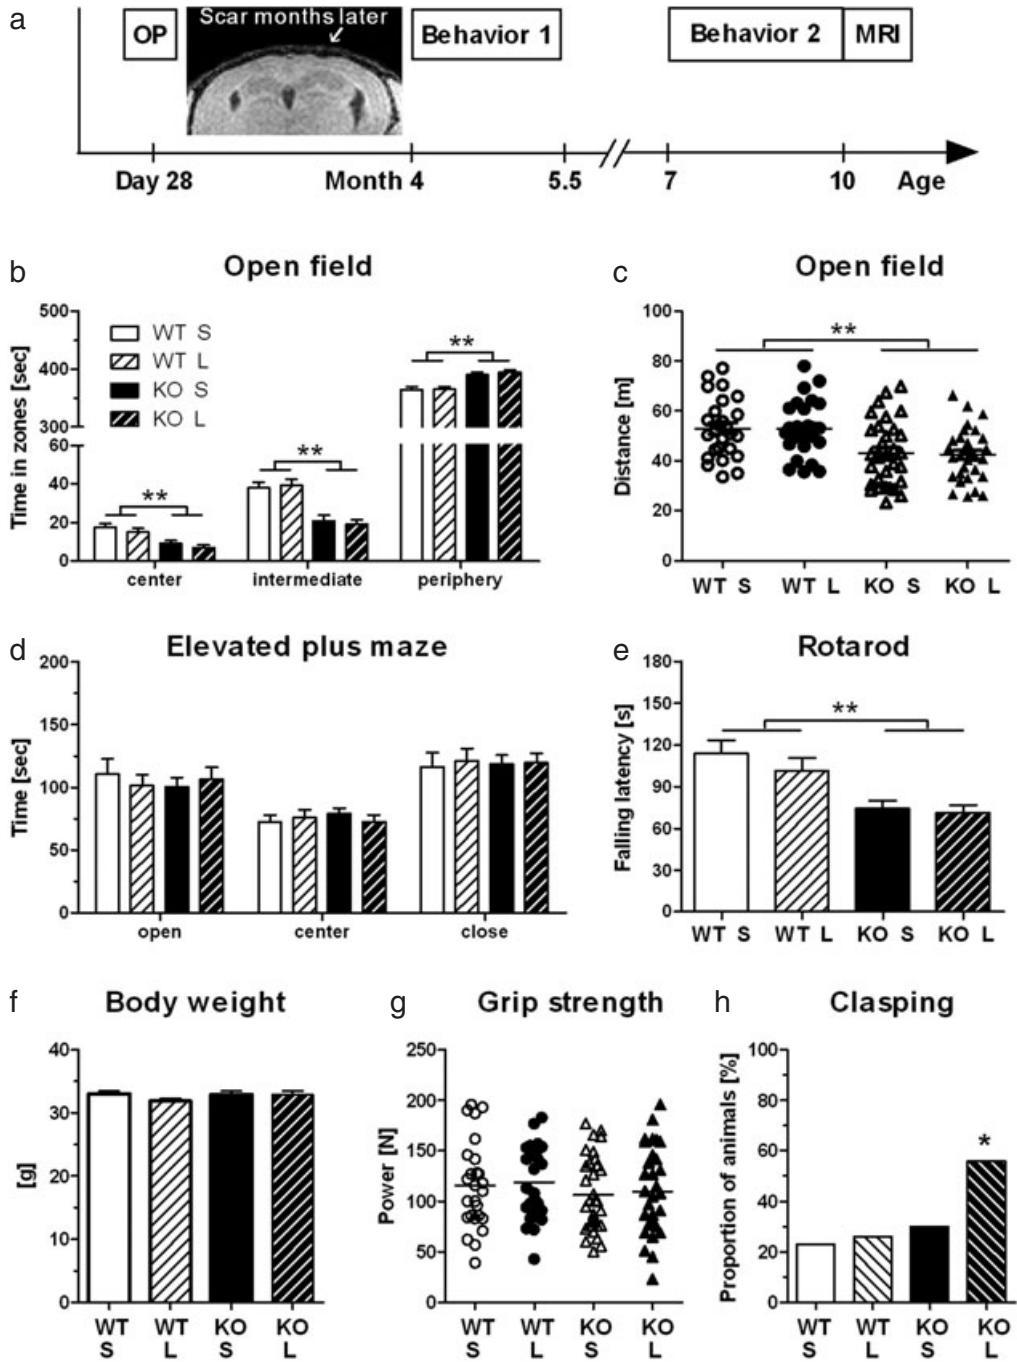 a
OP
Scar months later
Behavior 1
Behavior 2
MRI
Day 28
Month 4
5.5
7
10
Age
b
Open field
Time in zones [sec]
500
400
300
60
40
20
0
WT S
WT L
KO S
KO L
**
**
**
center
intermediate
periphery
c
Open field
Distance [m]
100
80
60
40
20
0
**
WT S
WT L
KO S
KO L
d
Elevated plus maze
Time [sec]
200
150
100
50
0
open
center
close
e
Rotarod
Falling latency [s]
180
150
120
90
60
30
0
**
WT S
WT L
KO S
KO L
f
Body weight
[g]
40
30
20
10
0
WT S
WT L
KO S
KO L
g
Grip strength
Power [N]
250
200
150
100
50
0
WT S
WT L
KO S
KO L
h
Clasping
Proportion of animals [%]
100
80
60
40
20
0
*
WT S
WT L
KO S
KO L